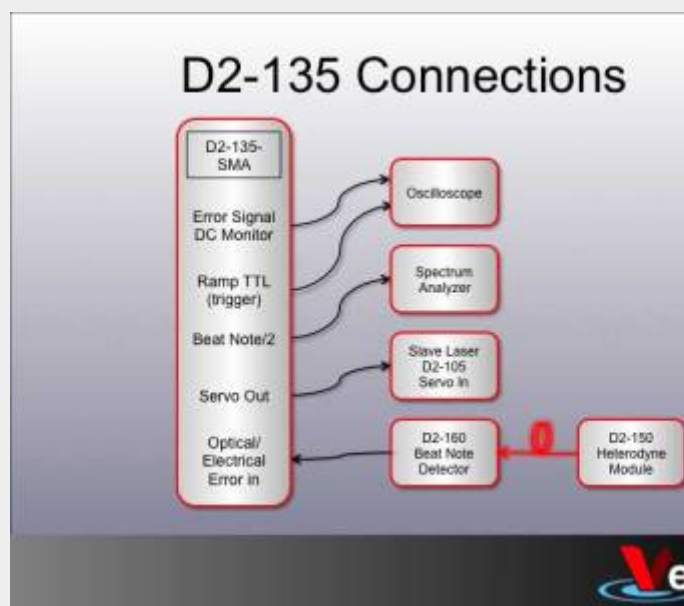 D2-135 Connections
D2-135-
SMA
Error Signal
DC Monitor
Ramp TTL
(trigger)
Beat Note/2
Servo Out
Optical/
Electrical
Error in
Oscilloscope
Spectrum
Analyzer
Slave Laser
D2-105
Servo In
D2-160
Beat Note
Detector
D2-150
Heterodyne
Module
Ve